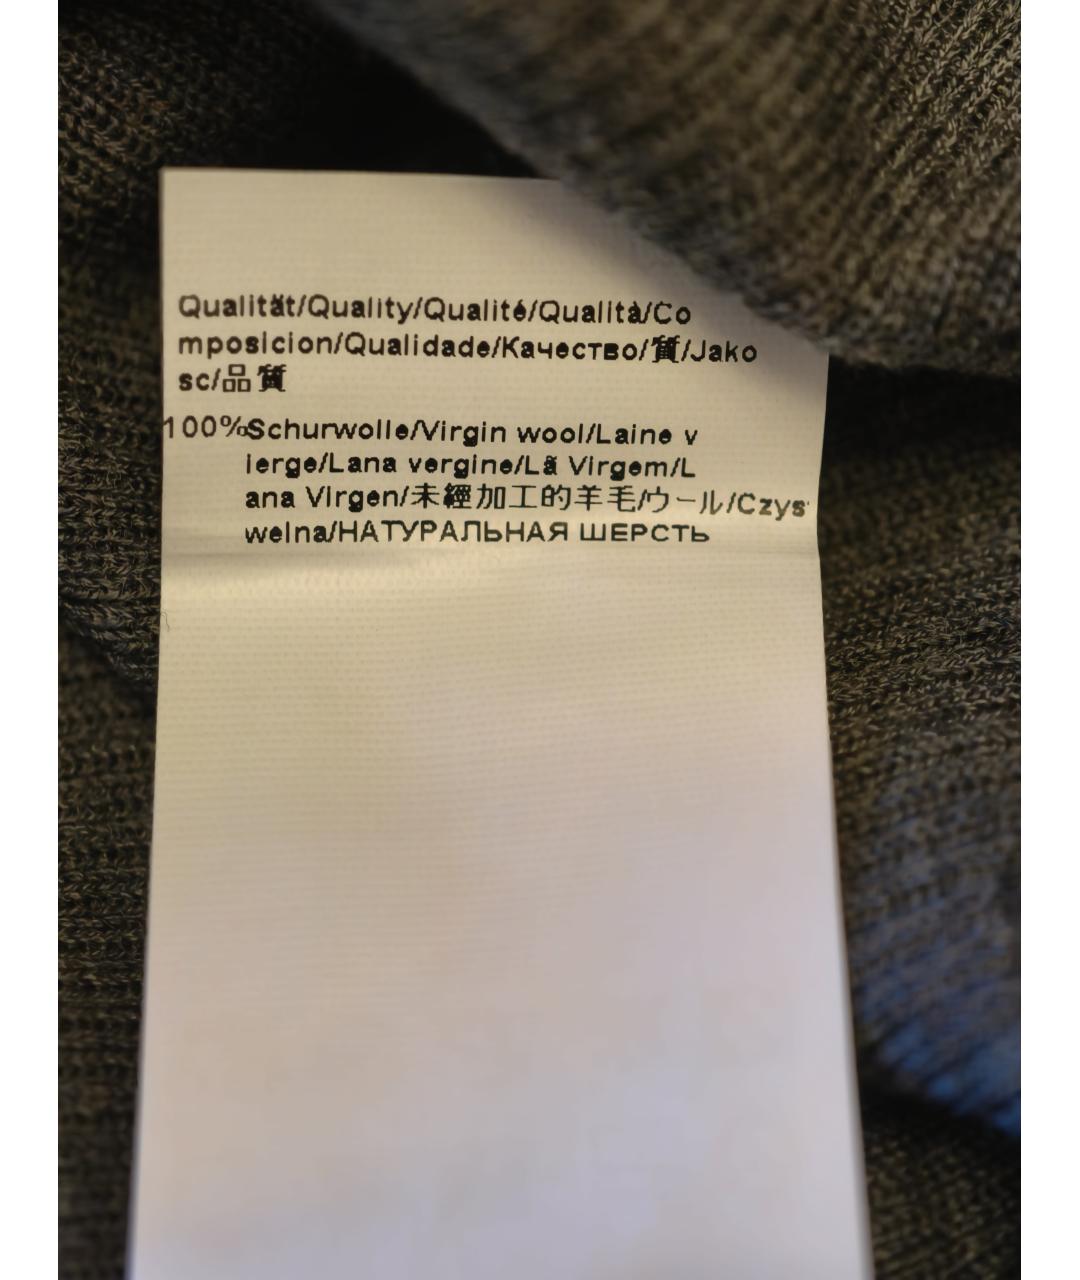 Qualität/Quality/Qualité/Qualità/Co
mposicion/Qualidade/Качество/質/Jako
sc/品質
100%Schurwolle/Virgin wool/Laine v
ierge/Lana vergine/Lã Virgem/L
ana Virgen/未經加工的羊毛/ウール/Czys
welna/НАТУРАЛЬНАЯ ШЕРСТЬ